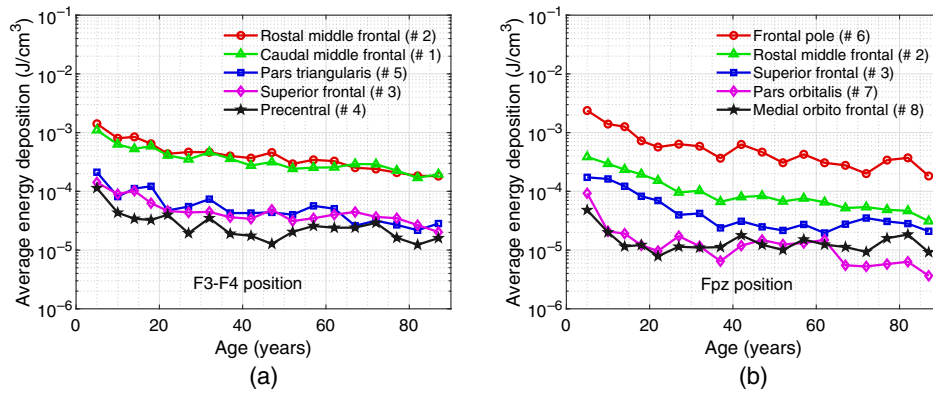 Average energy deposition (J/cm³)
10⁻¹
10⁻²
10⁻³
10⁻⁴
10⁻⁵
10⁻⁶
Rostal middle frontal (# 2)
Caudal middle frontal (# 1)
Pars triangularis (# 5)
Superior frontal (# 3)
Precentral (# 4)
F3-F4 position
0 20 40 60 80
Age (years)
(a)
Average energy deposition (J/cm³)
10⁻¹
10⁻²
10⁻³
10⁻⁴
10⁻⁵
10⁻⁶
Frontal pole (# 6)
Rostal middle frontal (# 2)
Superior frontal (# 3)
Pars orbitalis (# 7)
Medial orbito frontal (# 8)
Fpz position
0 20 40 60 80
Age (years)
(b)